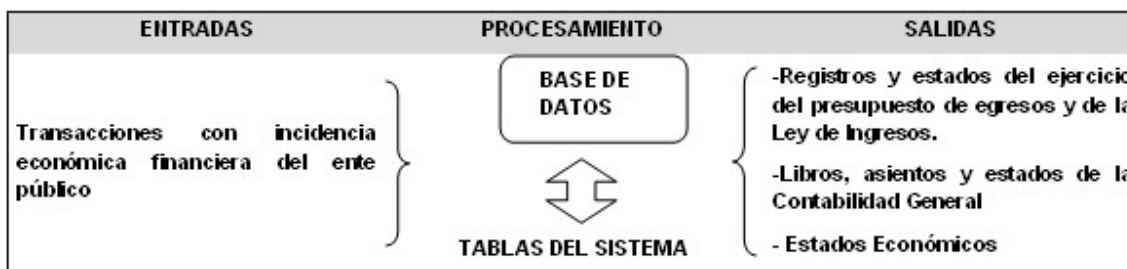 ENTRADAS
PROCESAMIENTO
SALIDAS
Transacciones con incidencia
económica financiera del ente
público
BASE DE
DATOS
TABLAS DEL SISTEMA
-Registros y estados del ejercicio
del presupuesto de egresos y de la
Ley de Ingresos.
-Libros, asientos y estados de la
Contabilidad General
- Estados Económicos